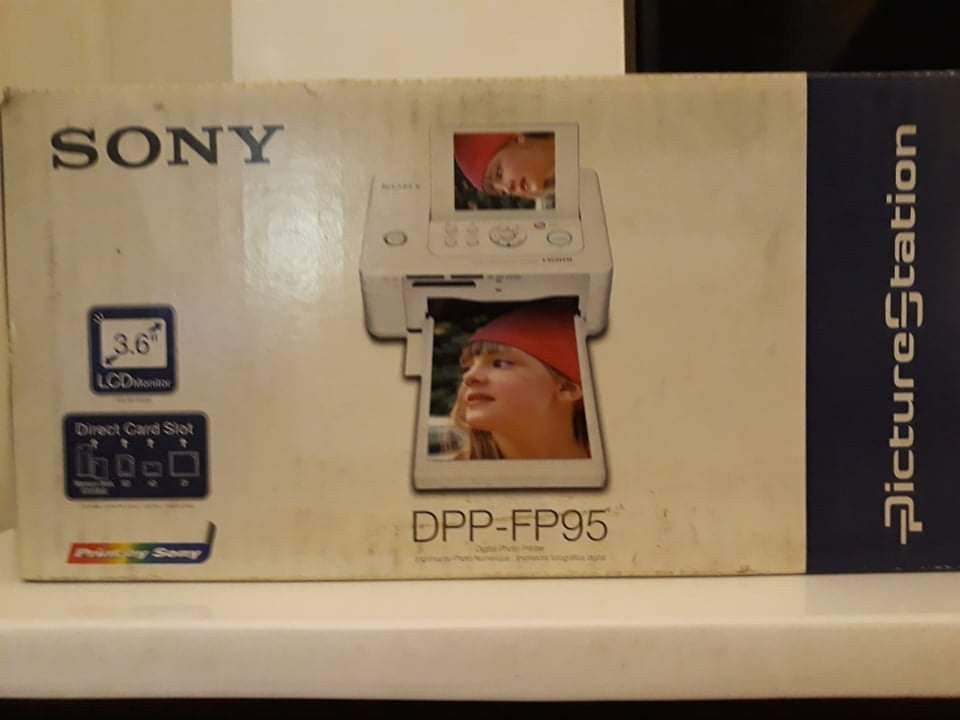 SONY
3.6"
LCD Monitor
Direct Card Slot
Print by Sony
DPP-FP95
Digital Photo Printer
PictureStation